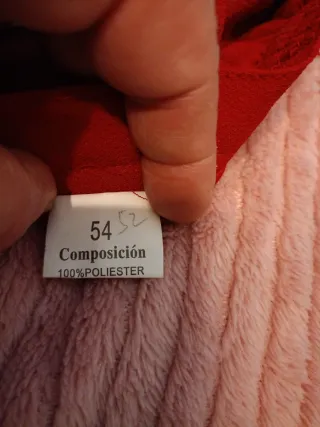 54 52
Composición
100%POLIESTER